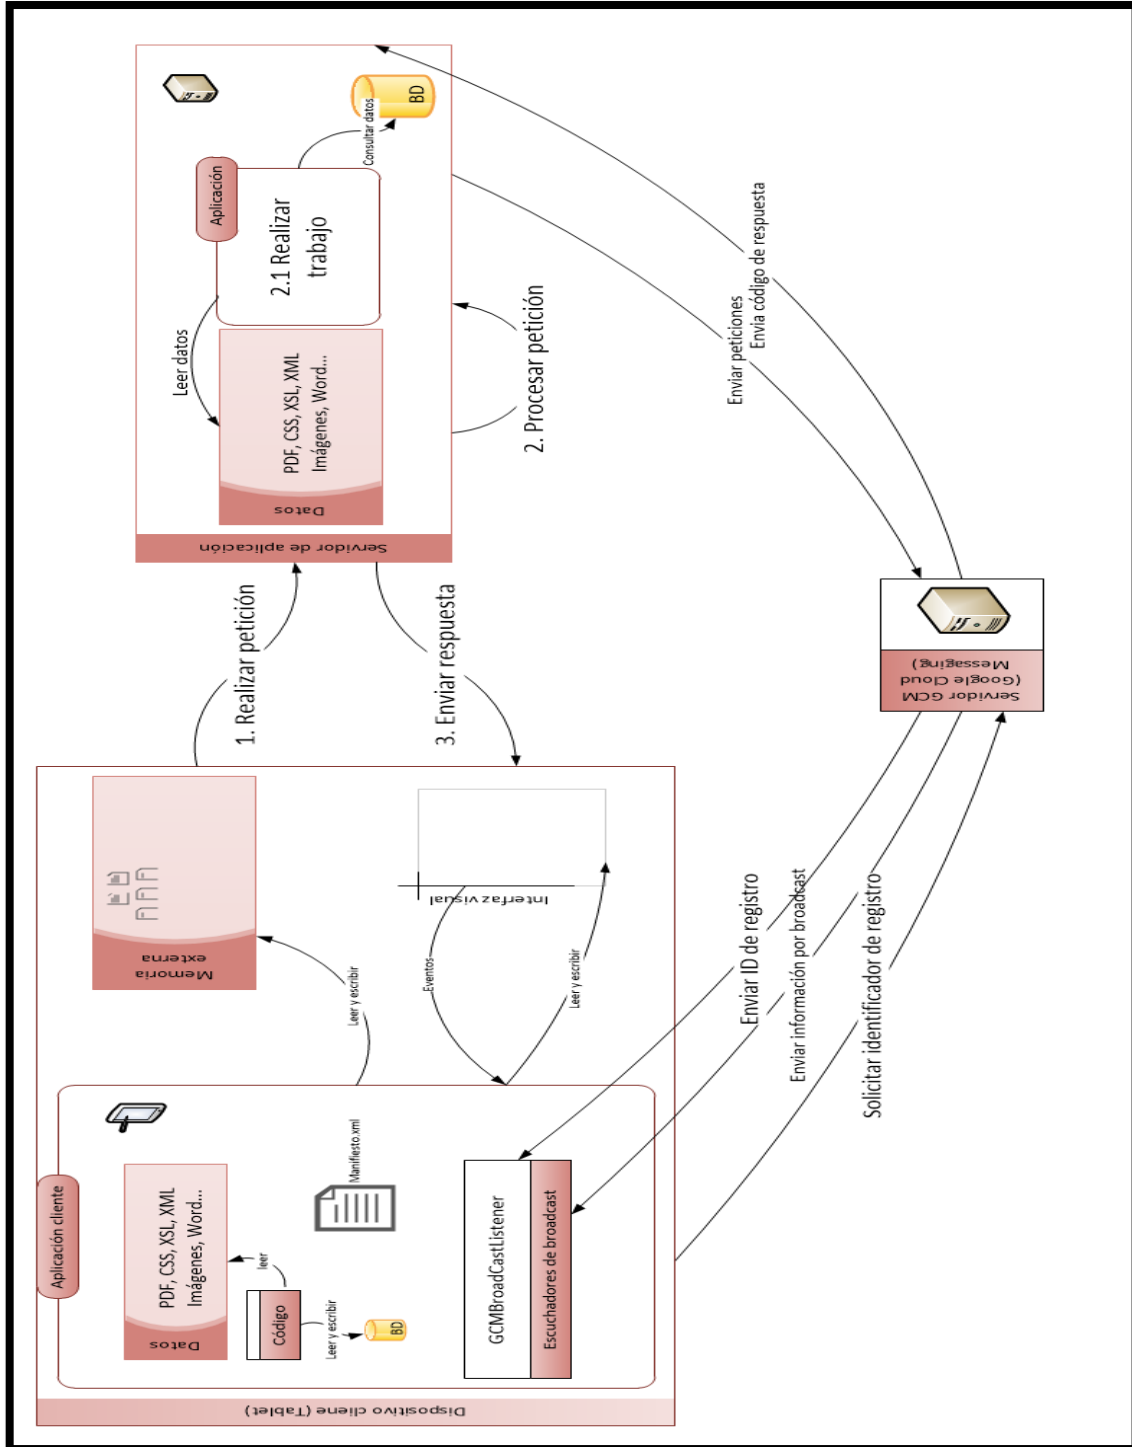 Aplicación cliente
Datos
PDF, CSS, XSL, XML
Imágenes, Word...
leer
Código
Leer y escribir
BD
Manifiesto.xml
GCMBroadCastListener
Escuchadores de broadcast
Dispositivo cliene (Tablet)
Leer y escribir
Memoria
externa
Eventos
Leer y escribir
Interfaz visual
1. Realizar petición
3. Enviar respuesta
Servidor de aplicación
Datos
PDF, CSS, XSL, XML
Imágenes, Word...
Leer datos
Aplicación
2.1 Realizar
trabajo
Consultar datos
BD
2. Procesar petición
Enviar peticiones
Envia código de respuesta
Servidor GCM
(Google Cloud
Messaging)
Enviar ID de registro
Enviar información por broadcast
Solicitar identificador de registro